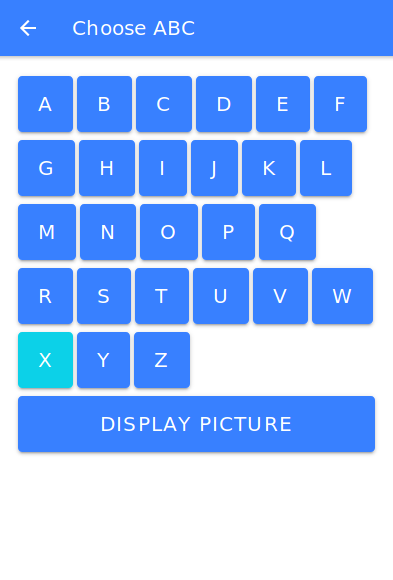 Choose ABC
A B C D E F
G H I J K L
M N O P Q
R S T U V W
X Y Z
DISPLAY PICTURE